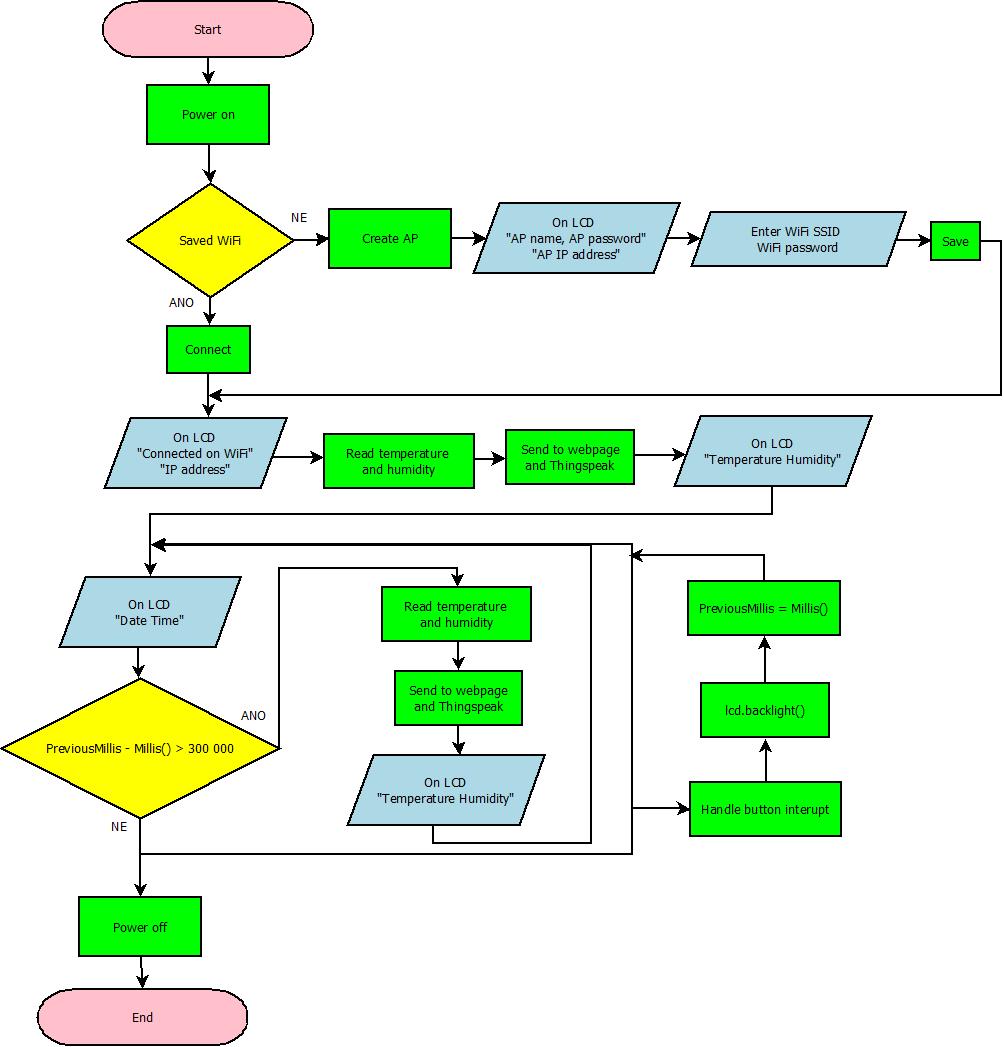 Start
Power on
Saved WiFi
NE
Create AP
On LCD
"AP name, AP password"
"AP IP address"
Enter WiFi SSID
WiFi password
Save
ANO
Connect
On LCD
"Connected on WiFi"
"IP address"
Read temperature
and humidity
Send to webpage
and Thingspeak
On LCD
"Temperature Humidity"
On LCD
"Date Time"
PreviousMillis - Millis() > 300 000
ANO
NE
Read temperature
and humidity
Send to webpage
and Thingspeak
On LCD
"Temperature Humidity"
PreviousMillis = Millis()
lcd.backlight()
Handle button interupt
Power off
End